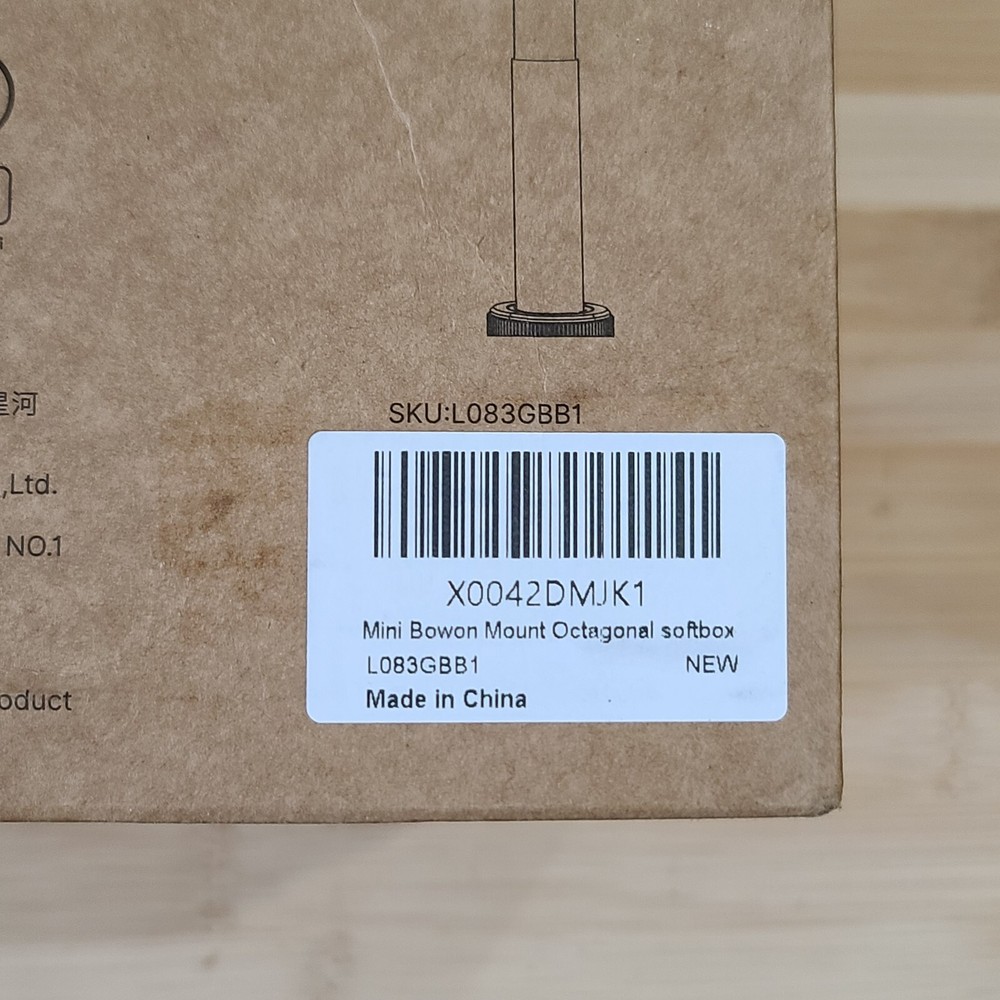 星河
,Ltd.
NO.1
oduct
SKU:L083GBB1
X0042DMJK1
Mini Bowon Mount Octagonal softbox
L083GBB1 NEW
Made in China